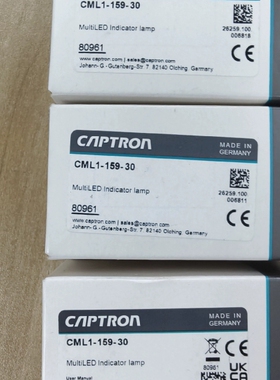 CML1-159-30
MultiLED Indicator lamp
26259.100
006818
80961
www.captron.com | sales@captron.com
Johann-G.-Gutenberg-Str. 7, 82140 Olching, Germany
CE
CAPTRON
MADE IN
GERMANY
CML1-159-30
MultiLED Indicator lamp
26258.100
006811
80961
www.captron.com | sales@captron.com
Johann-G.-Gutenberg-Str. 7, 82140 Olching, Germany
CE
CAPTRON
MADE IN
GERMANY
CML1-159-30
MultiLED Indicator lamp
80961
User Manual
CE
UK
CA